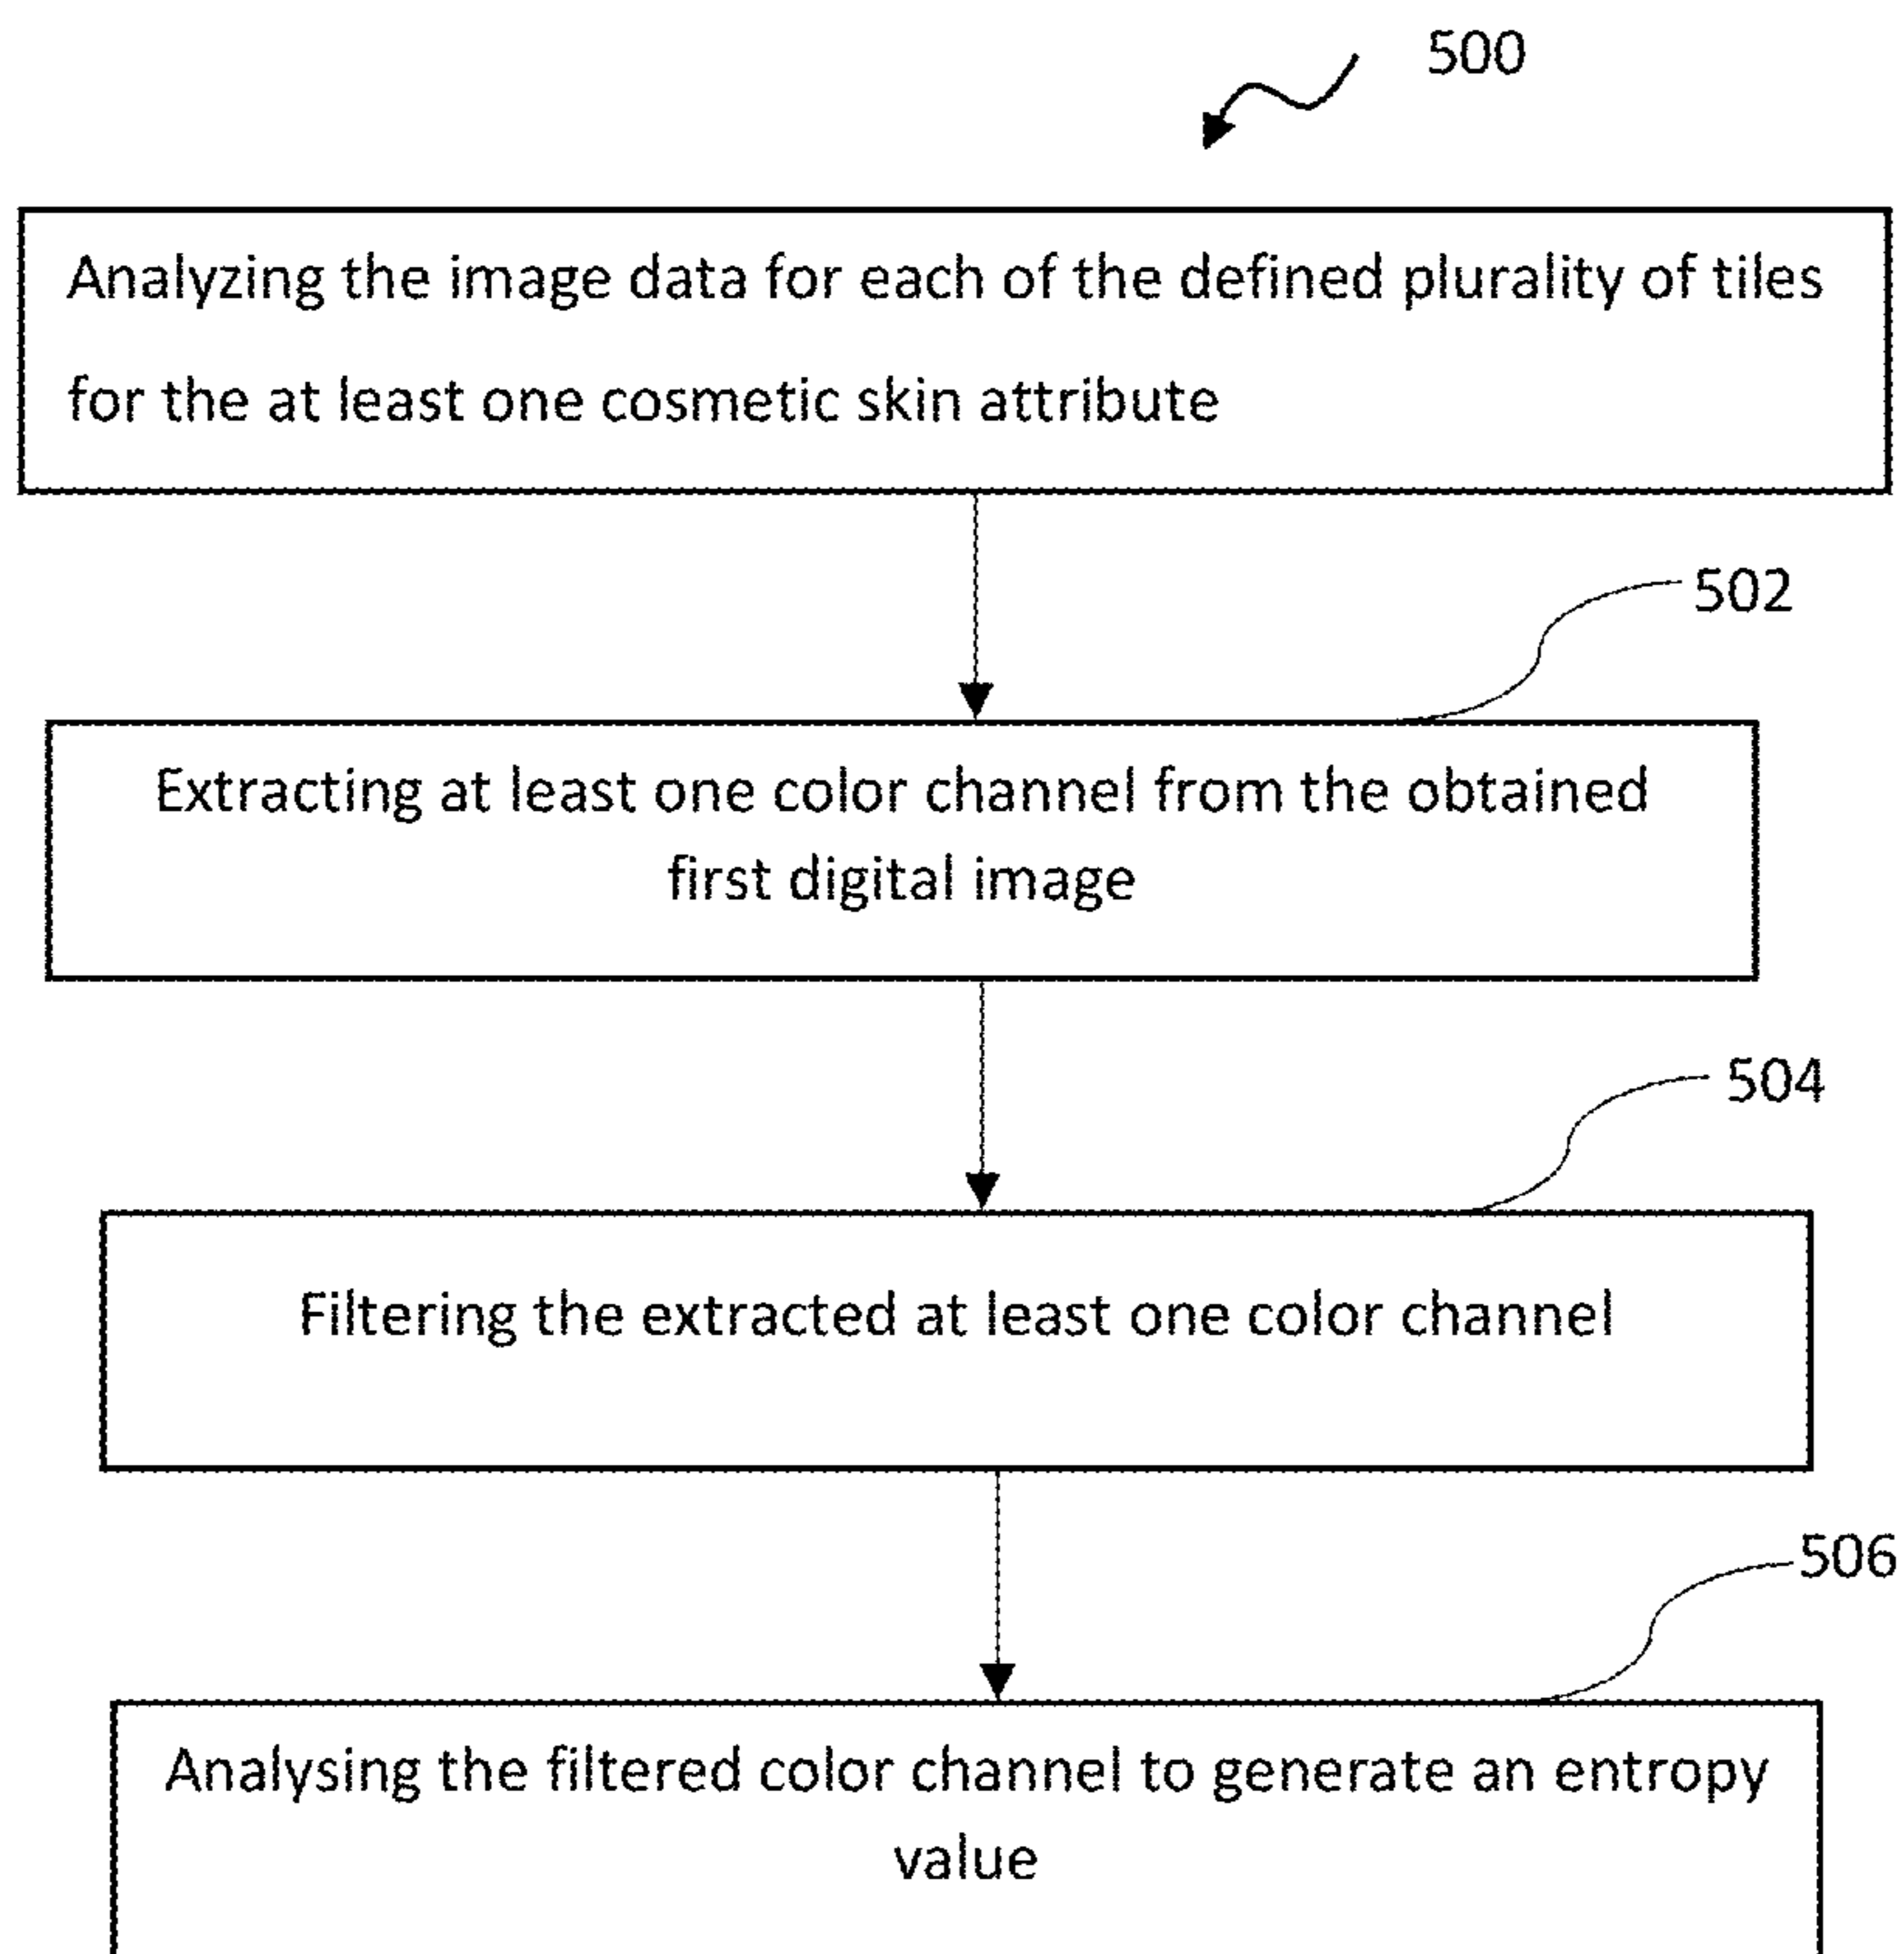 500
Analyzing the image data for each of the defined plurality of tiles
for the at least one cosmetic skin attribute
502
Extracting at least one color channel from the obtained
first digital image
504
Filtering the extracted at least one color channel
506
Analysing the filtered color channel to generate an entropy
value